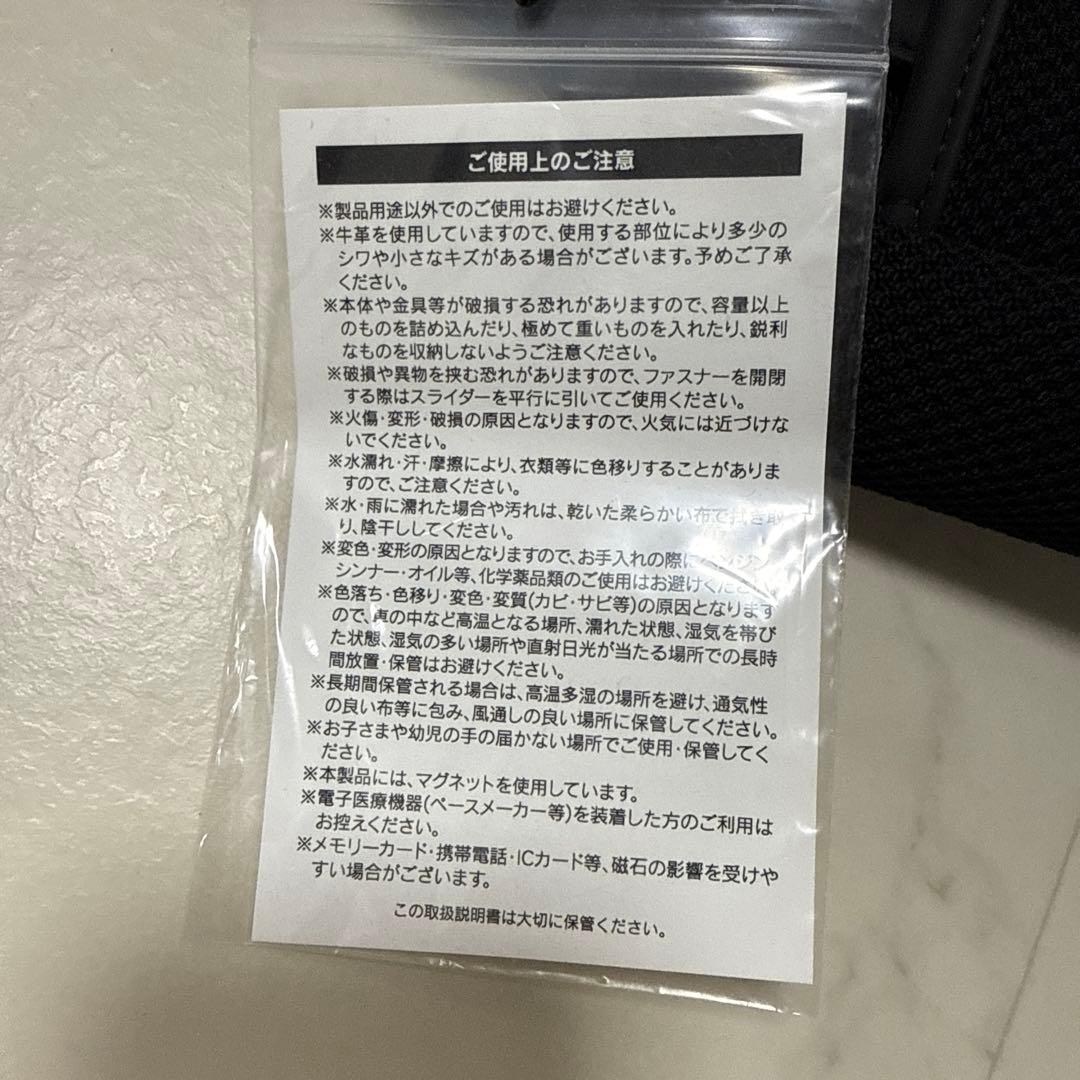 ご使用上のご注意
※製品用途以外でのご使用はお避けください。
※牛革を使用していますので、使用する部位により多少の
シワや小さなキズがある場合がございます。予めご了承
ください。
※本体や金具等が破損する恐れがありますので、容量以上
のものを詰め込んだり、極めて重いものを入れたり、鋭利
なものを収納しないようご注意ください。
※破損や異物を挟む恐れがありますので、ファスナーを開閉
する際はスライダーを平行に引いてご使用ください。
※火傷・変形・破損の原因となりますので、火気には近づけな
いでください。
※水濡れ・汗・摩擦により、衣類等に色移りすることがありま
すので、ご注意ください。
※水・雨に濡れた場合や汚れは、乾いた柔らかい布で拭き取
り、陰干ししてください。
※変色・変形の原因となりますので、お手入れの際にベンジン・
シンナー・オイル等、化学薬品類のご使用はお避けください。
※色落ち・色移り・変色・変質(カビ・サビ等)の原因となります
ので、車の中など高温となる場所、濡れた状態、湿気を帯び
た状態、湿気の多い場所や直射日光が当たる場所での長時
間放置・保管はお避けください。
※長期間保管される場合は、高温多湿の場所を避け、通気性
の良い布等に包み、風通しの良い場所に保管してください。
※お子さまや幼児の手の届かない場所でご使用・保管してく
ださい。
※本製品には、マグネットを使用しています。
※電子医療機器(ペースメーカー等)を装着した方のご利用は
お控えください。
※メモリーカード・携帯電話・ICカード等、磁石の影響を受けや
すい場合がございます。
この取扱説明書は大切に保管ください。